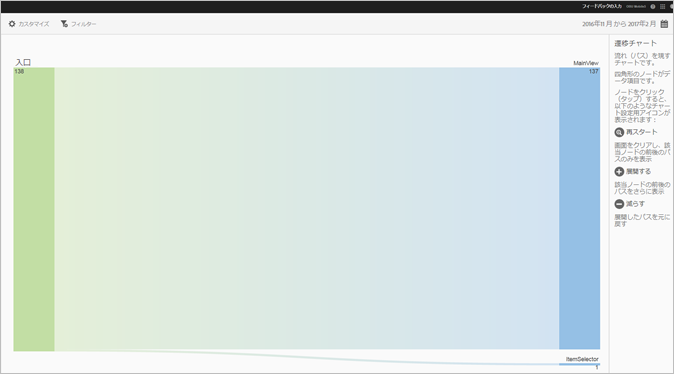 フィードバックの入力
カスタマイズ フィルター 2016年11月 から 2017年2月
遷移チャート
流れ（パス）を現す
チャートです。
四角形のノードがデ
ータ項目です。
ノードをクリック
（タップ）すると、
以下のようなチャー
ト設定用アイコンが
表示されます：
再スタート
画面をクリアし、該
当ノードの前後のパ
スのみを表示
展開する
該当ノードの前後の
パスをさらに表示
減らす
展開したパスを元に
戻す
入口 MainView
138 137
ItemSelector
1